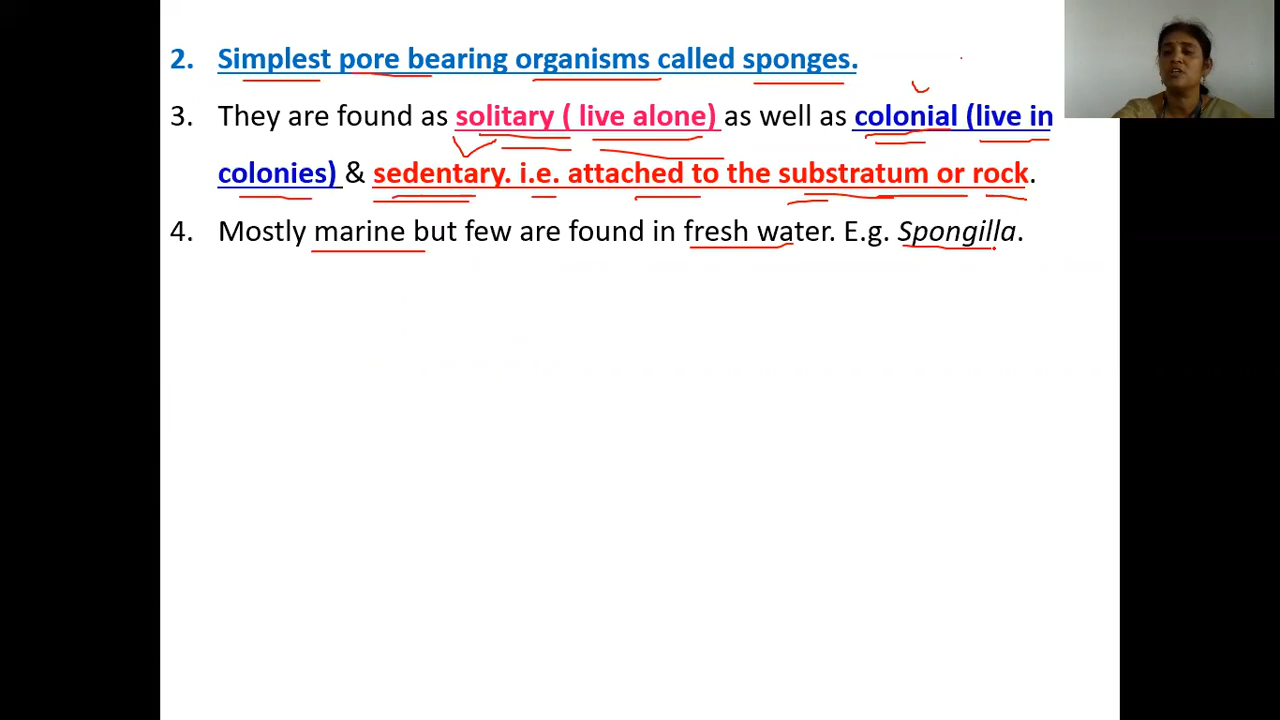 2. Simplest pore bearing organisms called sponges.
3. They are found as solitary ( live alone) as well as colonial (live in
colonies) & sedentary. i.e. attached to the substratum or rock.
4. Mostly marine but few are found in fresh water. E.g. Spongilla.